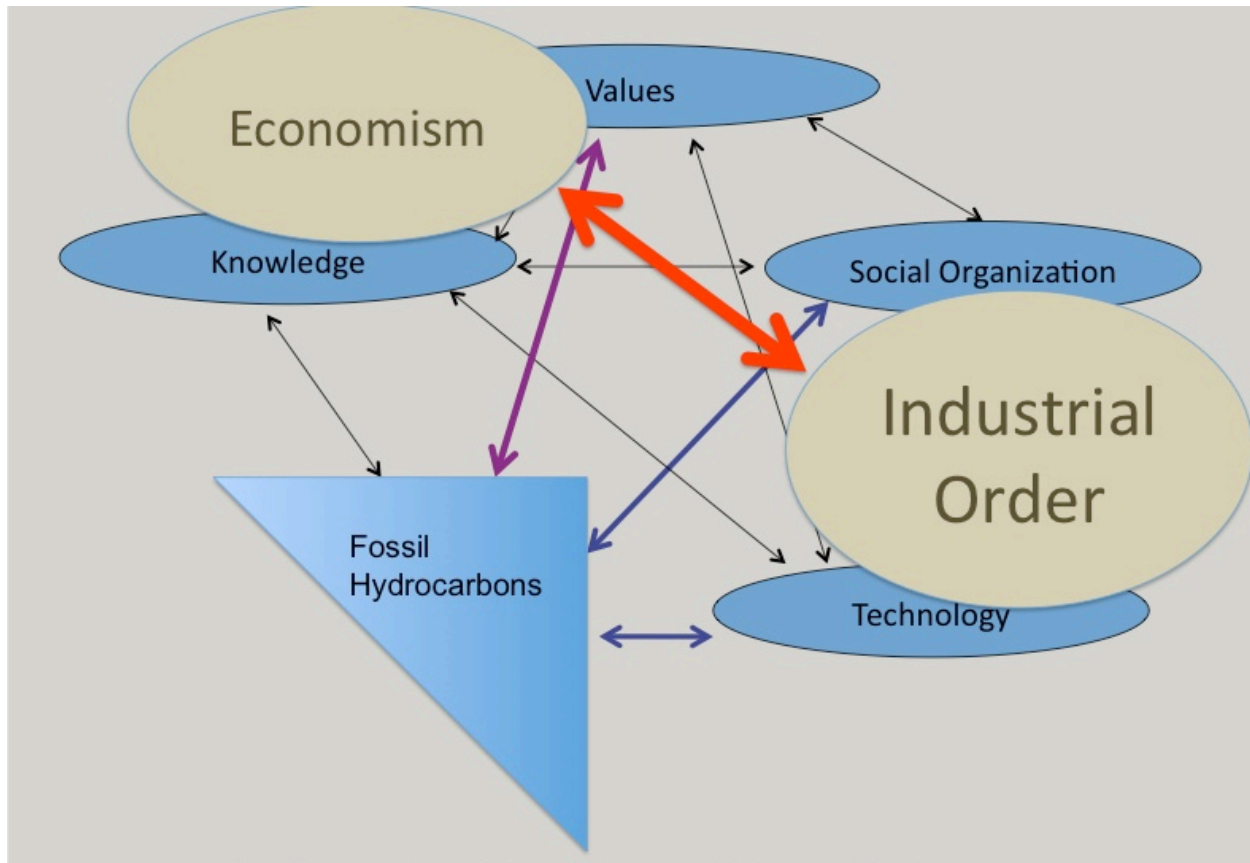 Values
Economism
Knowledge
Social Organization
Industrial
Order
Fossil
Hydrocarbons
Technology